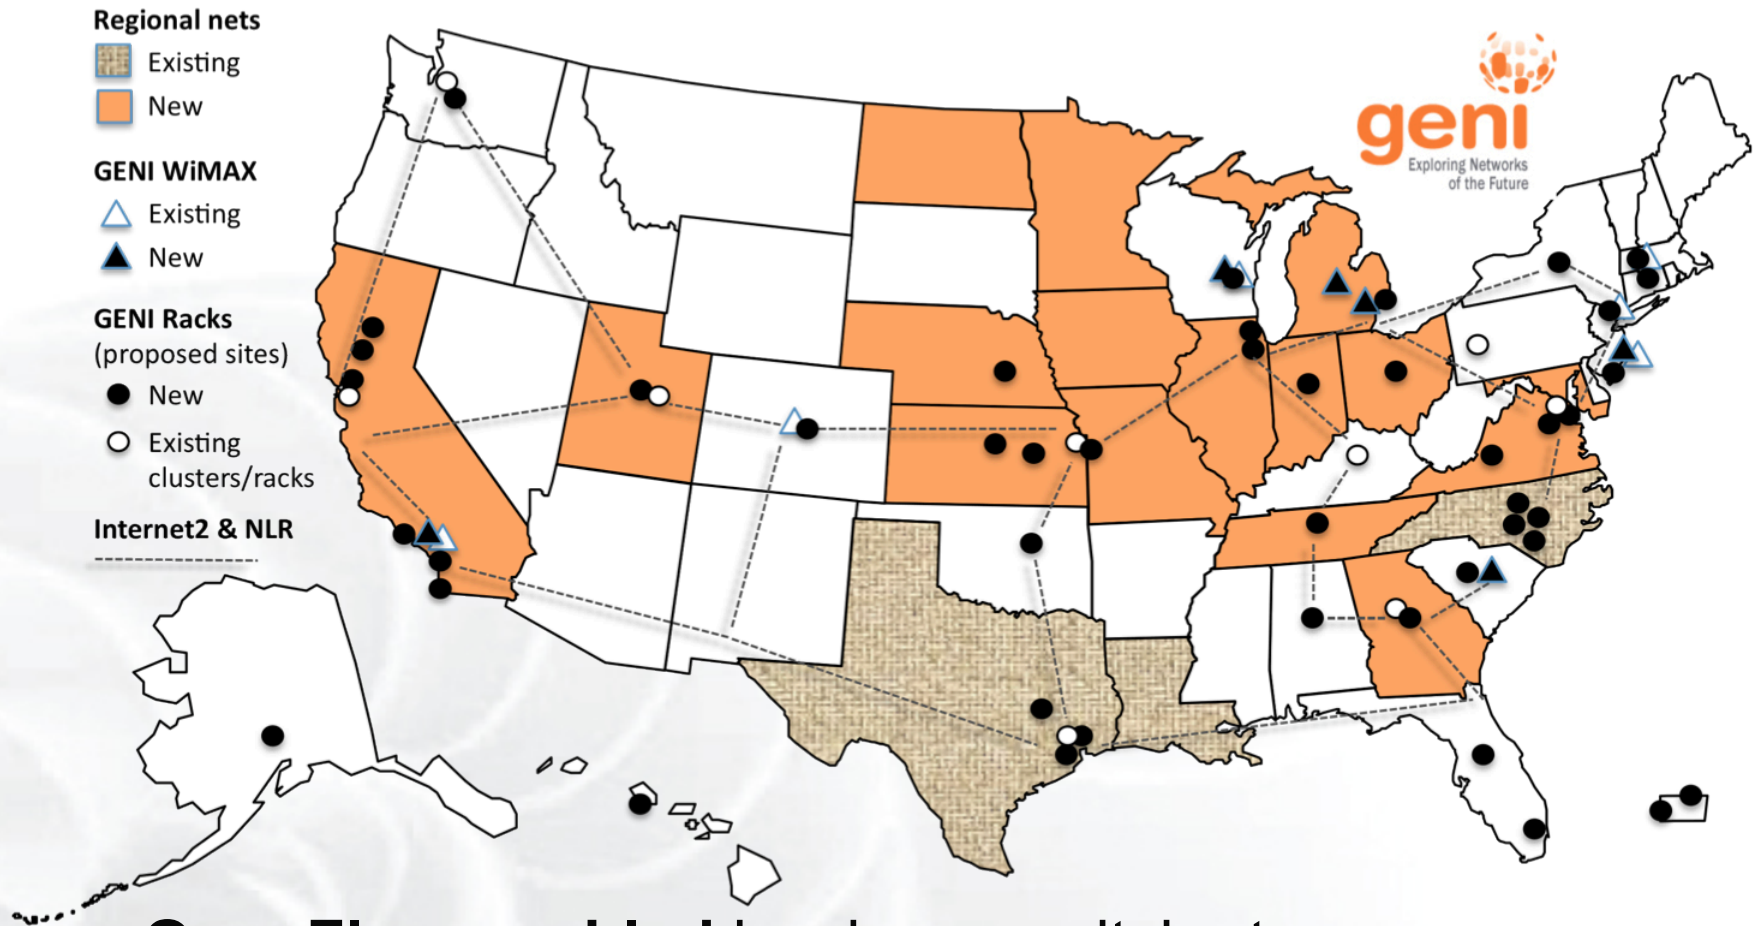 Regional nets
Existing
New
GENI WiMAX
Existing
New
GENI Racks
(proposed sites)
New
Existing
clusters/racks
Internet2 & NLR
geni
Exploring Networks
of the Future